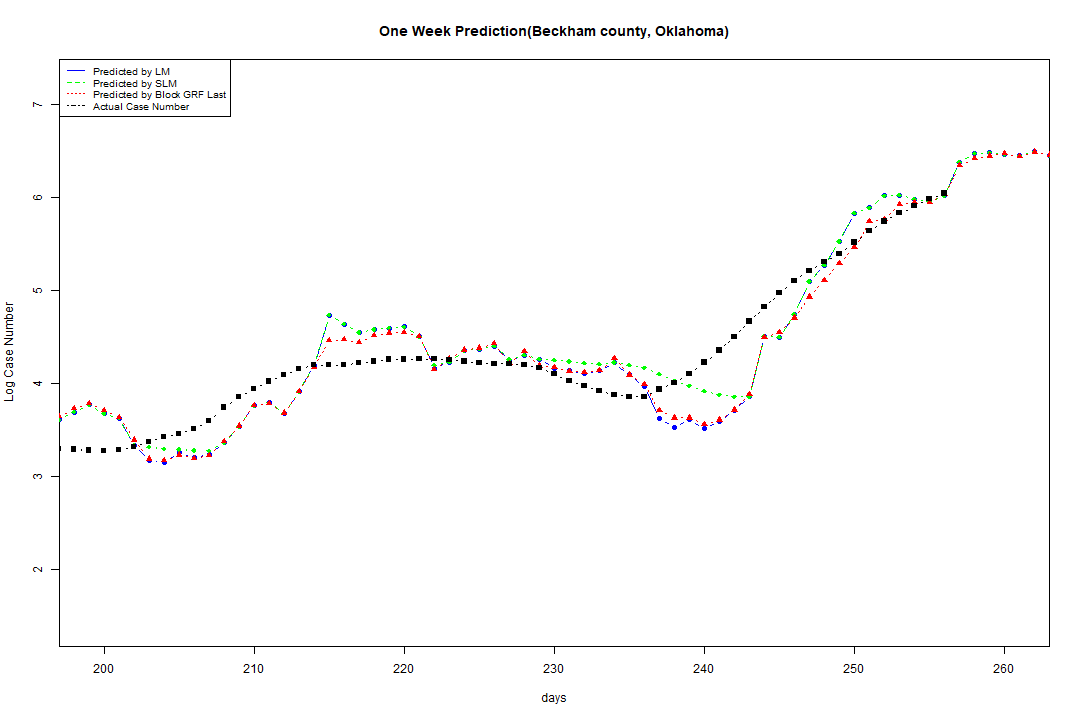 One Week Prediction(Beckham county, Oklahoma)
Predicted by LM
Predicted by SLM
Predicted by Block GRF Last
Actual Case Number
7
6
5
4
3
2
Log Case Number
200 210 220 230 240 250 260
days